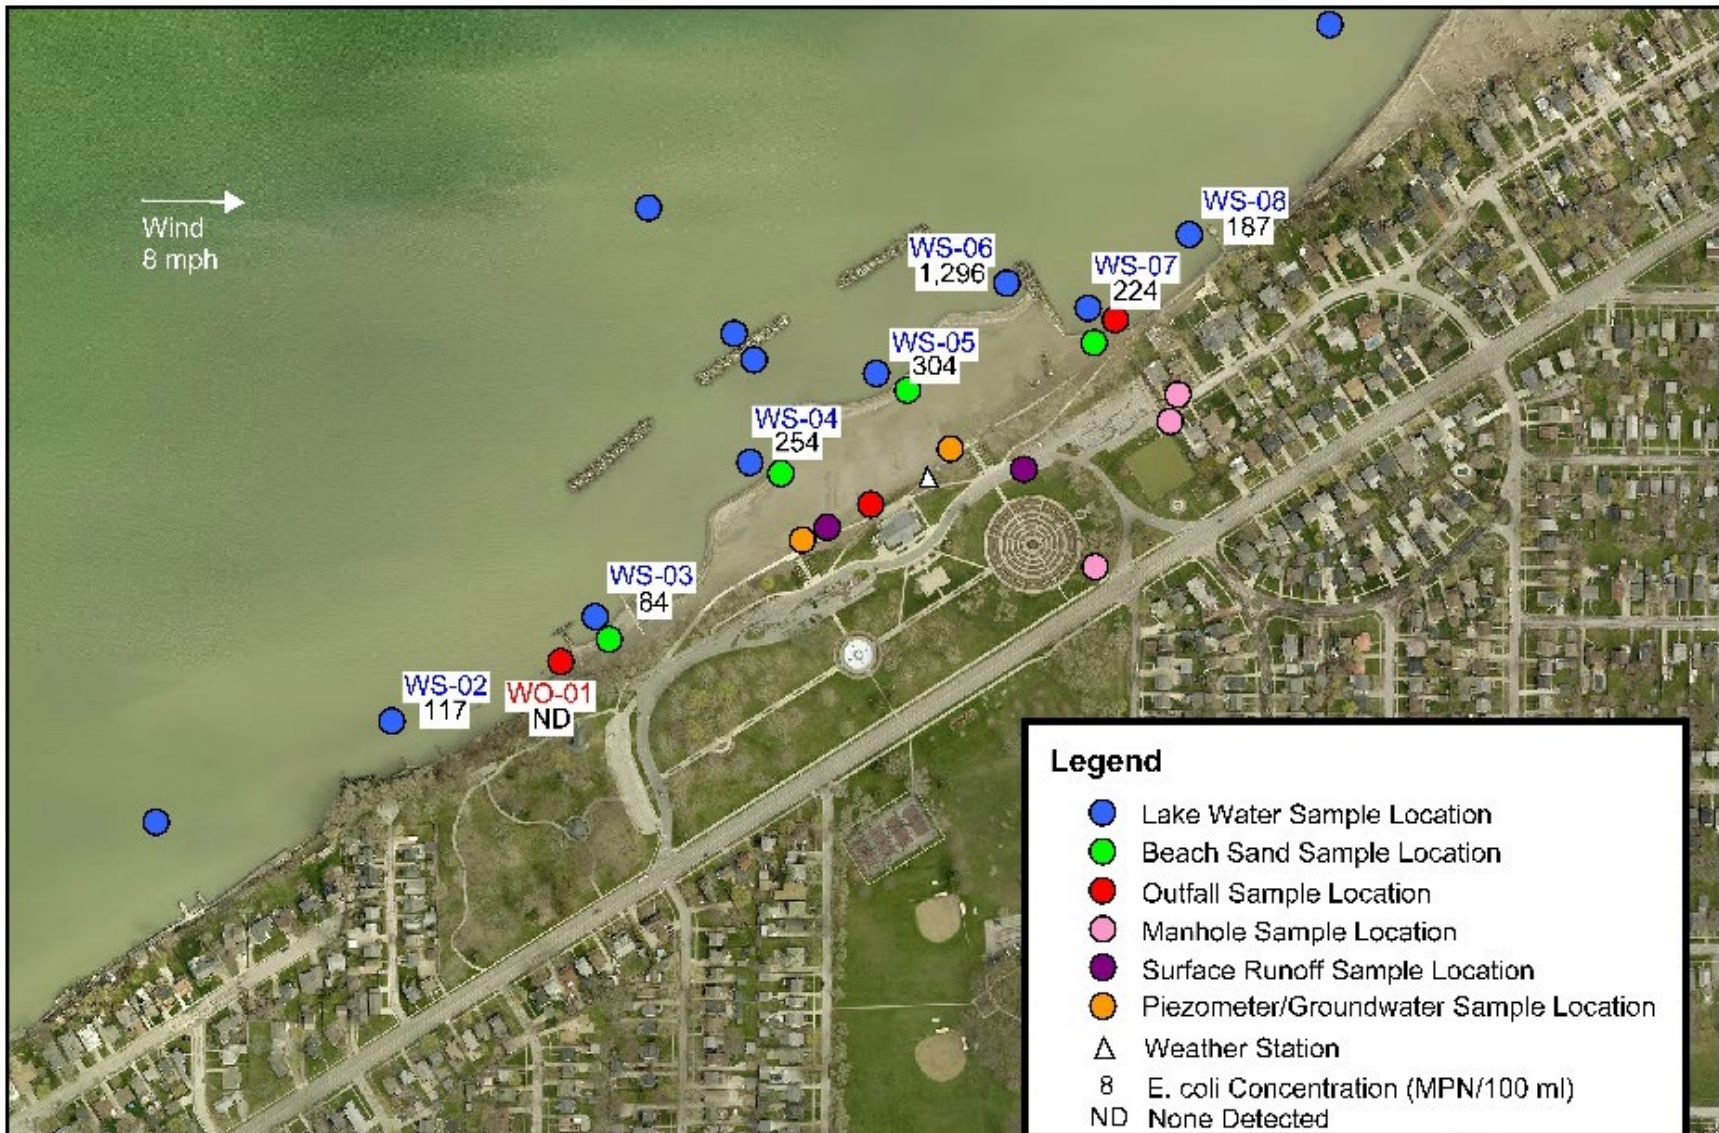 Wind
8 mph
WS-08
187
WS-06
1,296
WS-07
224
WS-05
304
WS-04
254
WS-03
84
WS-02
117
WO-01
ND
Legend
Lake Water Sample Location
Beach Sand Sample Location
Outfall Sample Location
Manhole Sample Location
Surface Runoff Sample Location
Piezometer/Groundwater Sample Location
Weather Station
8 E. coli Concentration (MPN/100 ml)
ND None Detected